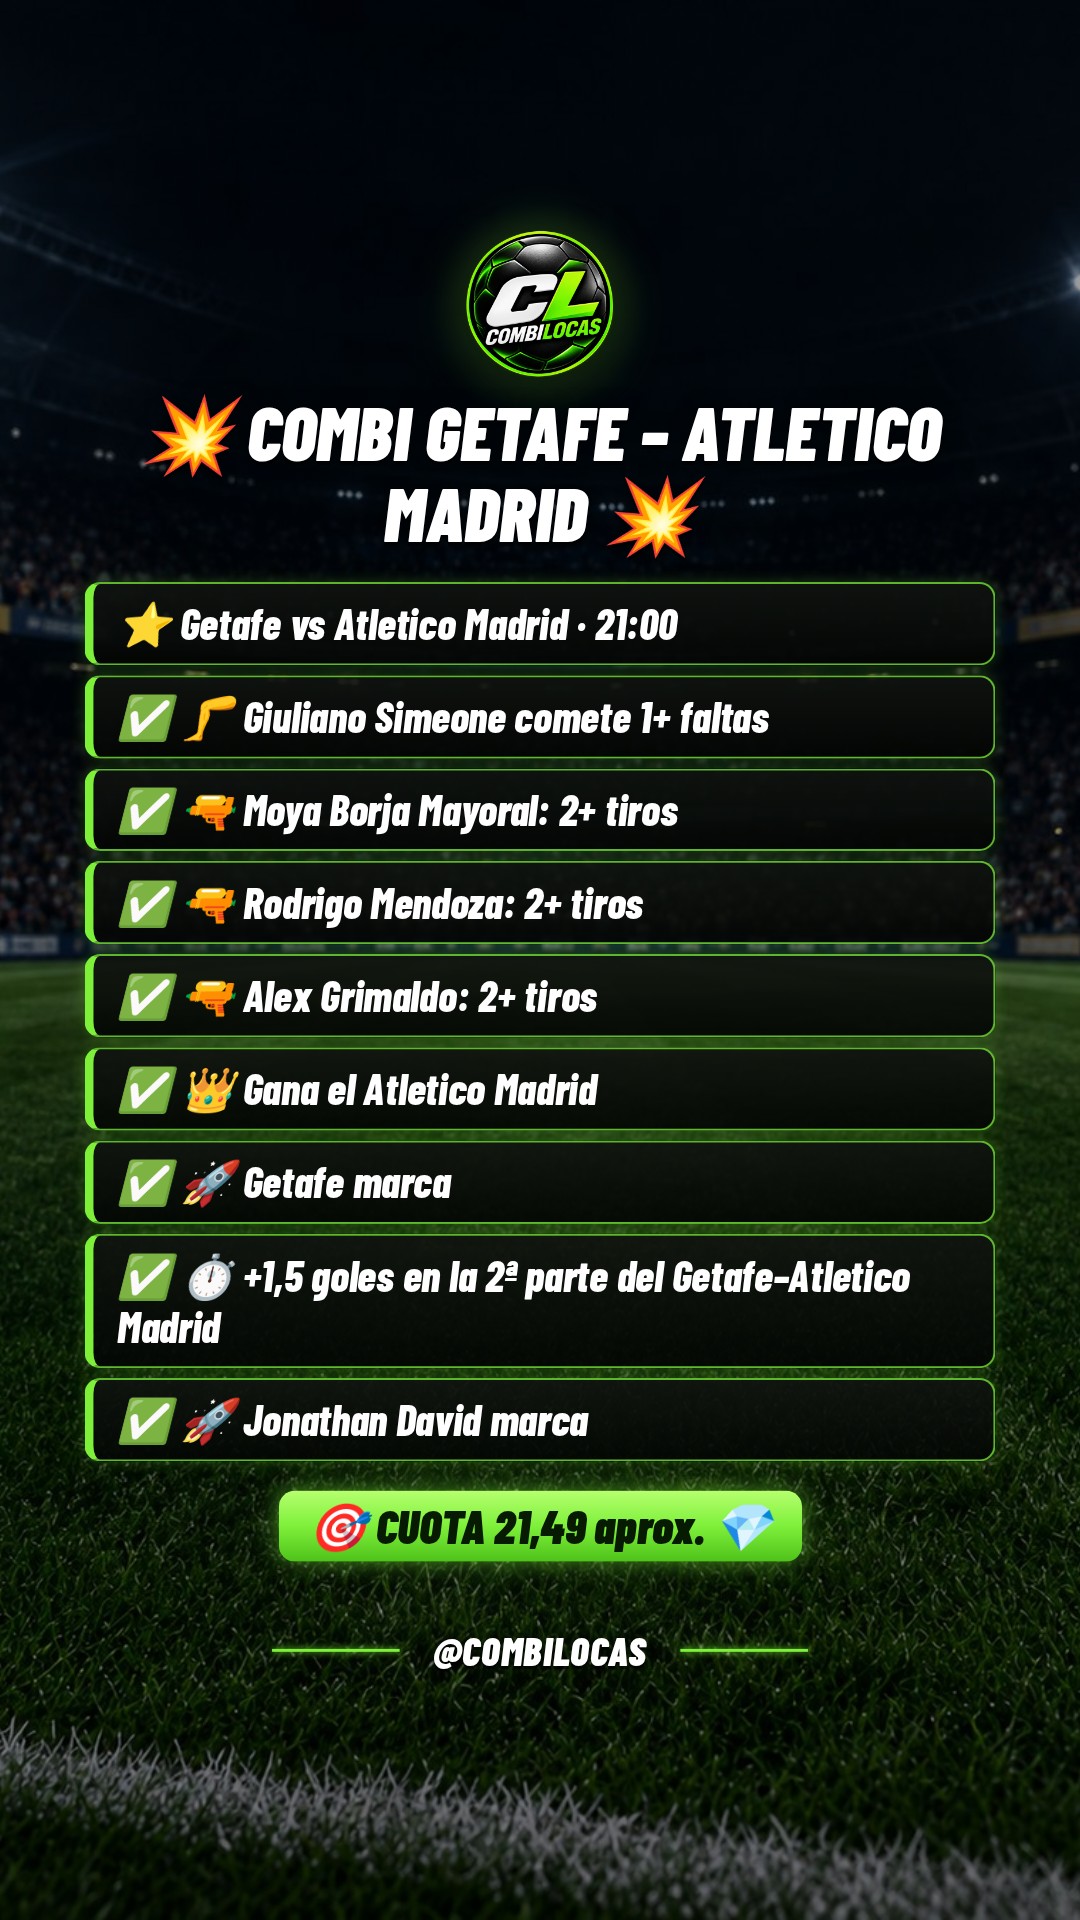 CL
COMBILOCAS
💥 COMBI GETAFE - ATLETICO
MADRID 💥
⭐ Getafe vs Atletico Madrid · 21:00
✅ 🦵 Giuliano Simeone comete 1+ faltas
✅ 🔫 Moya Borja Mayoral: 2+ tiros
✅ 🔫 Rodrigo Mendoza: 2+ tiros
✅ 🔫 Alex Grimaldo: 2+ tiros
✅ 👑 Gana el Atletico Madrid
✅ 🚀 Getafe marca
✅ ⏱️ +1,5 goles en la 2ª parte del Getafe-Atletico
Madrid
✅ 🚀 Jonathan David marca
🎯 CUOTA 21,49 aprox. 💎
@COMBILOCAS